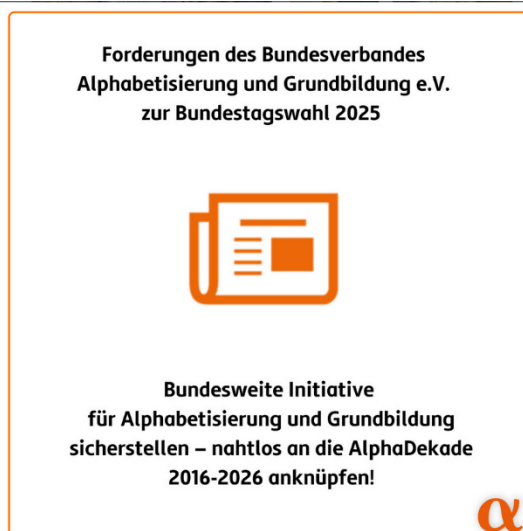 Forderungen des Bundesverbandes
Alphabetisierung und Grundbildung e.V.
zur Bundestagswahl 2025
Bundesweite Initiative
für Alphabetisierung und Grundbildung
sicherstellen – nahtlos an die AlphaDekade
2016-2026 anknüpfen!
α